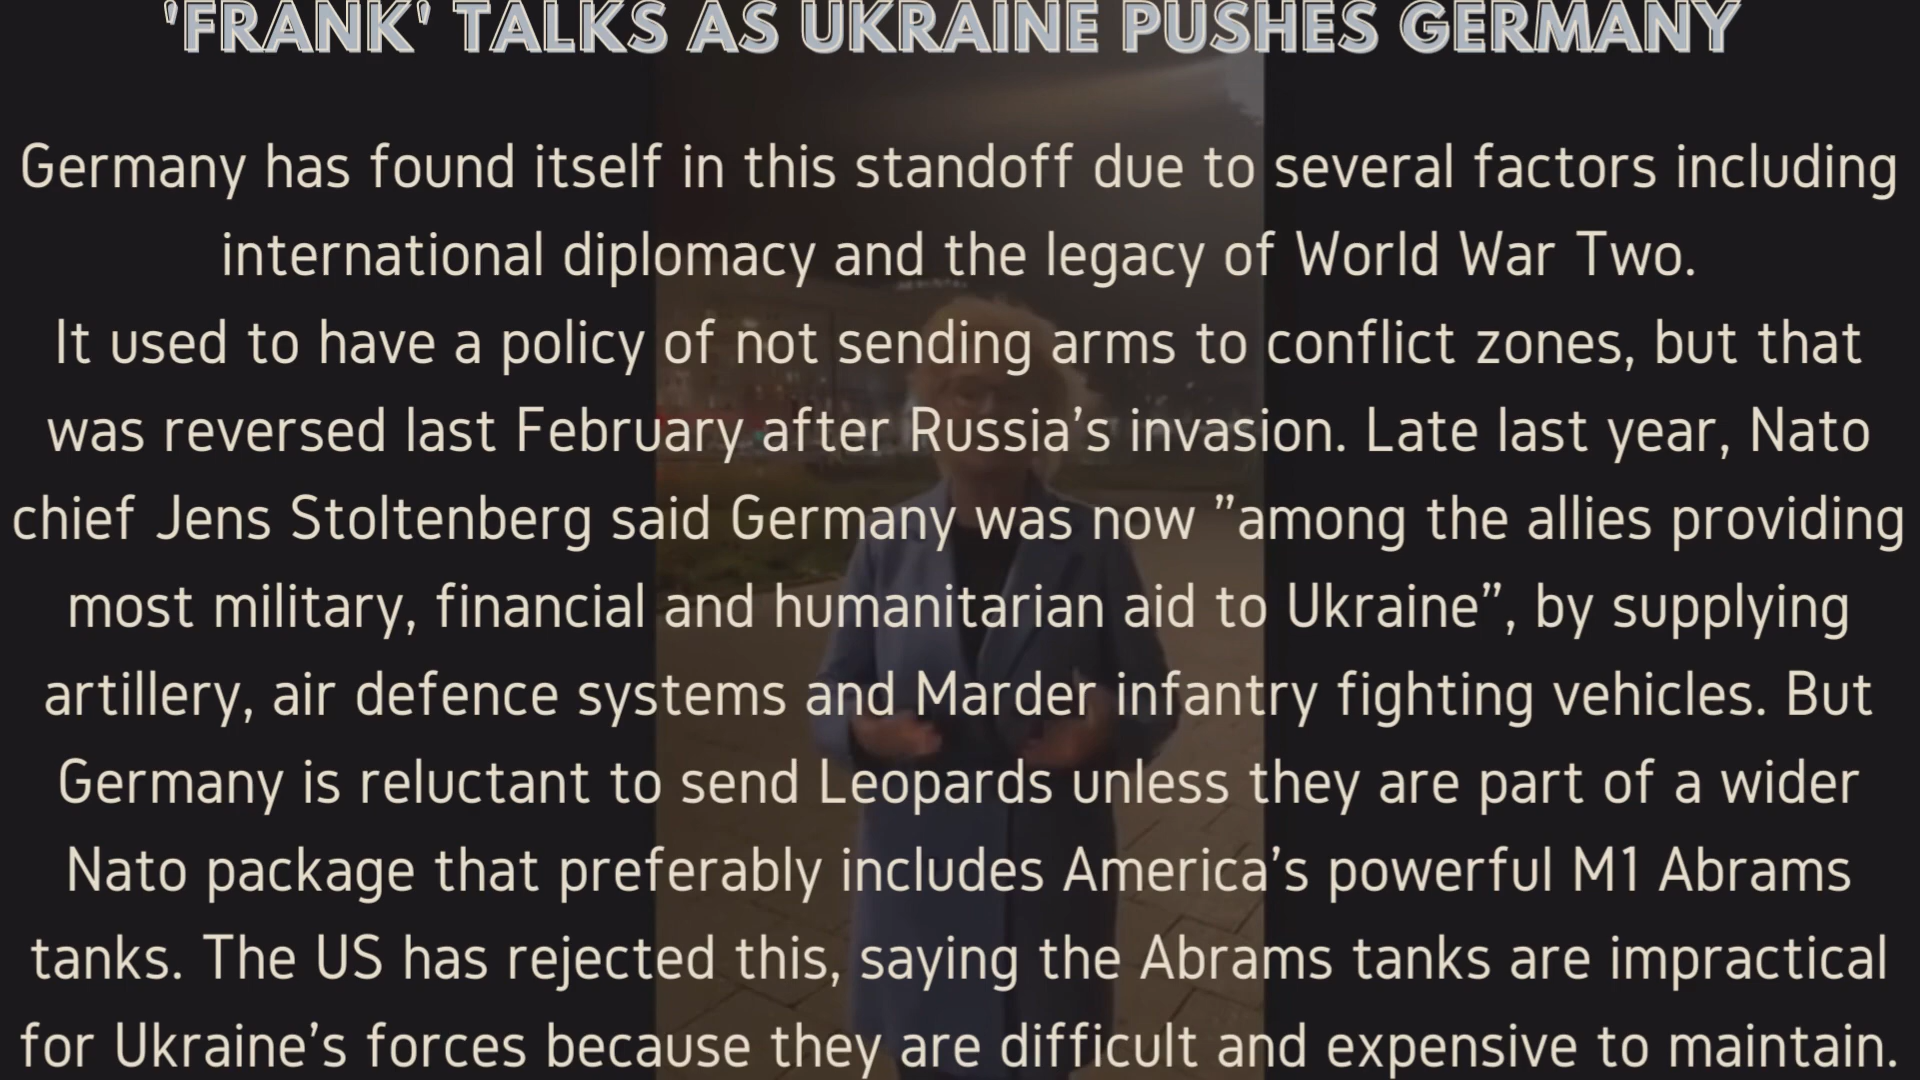 'FRANK' TALKS AS UKRAINE PUSHES GERMANY
Germany has found itself in this standoff due to several factors including
international diplomacy and the legacy of World War Two.
It used to have a policy of not sending arms to conflict zones, but that
was reversed last February after Russia’s invasion. Late last year, Nato
chief Jens Stoltenberg said Germany was now ”among the allies providing
most military, financial and humanitarian aid to Ukraine”, by supplying
artillery, air defence systems and Marder infantry fighting vehicles. But
Germany is reluctant to send Leopards unless they are part of a wider
Nato package that preferably includes America’s powerful M1 Abrams
tanks. The US has rejected this, saying the Abrams tanks are impractical
for Ukraine’s forces because they are difficult and expensive to maintain.